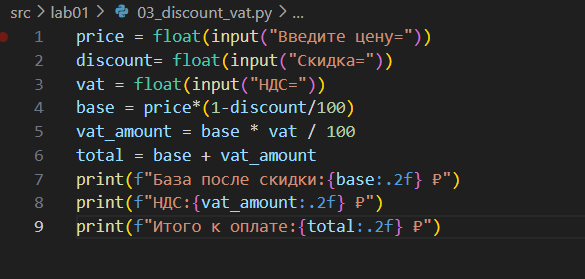 src > lab01 > 03_discount_vat.py > ...
1 price = float(input("Введите цену="))
2 discount= float(input("Скидка="))
3 vat = float(input("НДС="))
4 base = price*(1-discount/100)
5 vat_amount = base * vat / 100
6 total = base + vat_amount
7 print(f"База после скидки:{base:.2f} ₽")
8 print(f"НДС:{vat_amount:.2f} ₽")
9 print(f"Итого к оплате:{total:.2f} ₽")